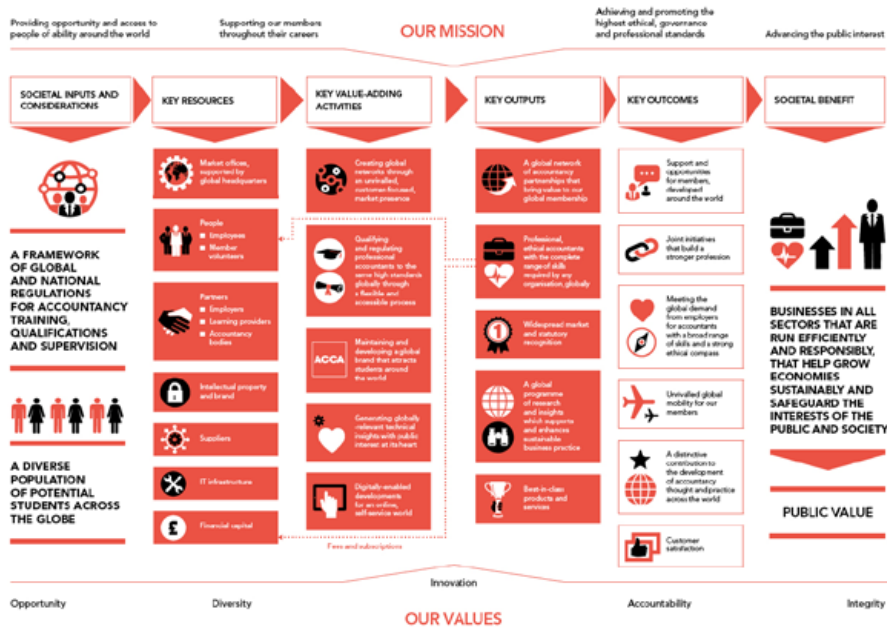 Providing opportunity and access to
people of ability around the world
Supporting our members
throughout their careers
OUR MISSION
Achieving and promoting the
highest ethical, governance
and professional standards
Advancing the public interest
SOCIETAL INPUTS AND
CONSIDERATIONS
KEY RESOURCES
KEY VALUE-ADDING
ACTIVITIES
KEY OUTPUTS
KEY OUTCOMES
SOCIETAL BENEFIT
A FRAMEWORK
OF GLOBAL
AND NATIONAL
REGULATIONS
FOR ACCOUNTANCY
TRAINING,
QUALIFICATIONS
AND SUPERVISION
A DIVERSE
POPULATION
OF POTENTIAL
STUDENTS ACROSS
THE GLOBE
Market offices,
supported by
global headquarters
People
Employees
Member
volunteers
Partners
Employers
Learning providers
Accountancy
bodies
Intellectual property
and brand
Suppliers
IT infrastructure
£
Financial capital
Creating global
networks through
an unrivalled,
customer-focused,
market presence
Qualifying
and regulating
professional
accountants to the
same high standards
globally through
a flexible and
accessible process
ACCA
Maintaining and
developing a global
brand that attracts
students around
the world
Generating globally
-relevant technical
insights with public
interest at its heart
Digitally-enabled
developments
for an online,
self-service world
Fees and subscriptions
A global network
of accountancy
partnerships that
bring value to our
global membership
Professional,
ethical accountants
with the complete
range of skills
required by any
organisation, globally
1
Widespread market
and statutory
recognition
A global
programme
of research
and insights
which supports
and enhances
sustainable
business practice
Best-in-class
products and
services
Support and
opportunities
for members,
developed
around the world
Joint initiatives
that build a
stronger profession
Meeting the
global demand
from employers
for accountants
with a broad range
of skills and a strong
ethical compass
Unrivalled global
mobility for our
members
A distinctive
contribution to
the development
of accountancy
thought and practice
across the world
Customer
satisfaction
BUSINESSES IN ALL
SECTORS THAT ARE
RUN EFFICIENTLY
AND RESPONSIBLY,
THAT HELP GROW
ECONOMIES
SUSTAINABLY AND
SAFEGUARD THE
INTERESTS OF THE
PUBLIC AND SOCIETY
PUBLIC VALUE
Opportunity
Diversity
Innovation
OUR VALUES
Accountability
Integrity